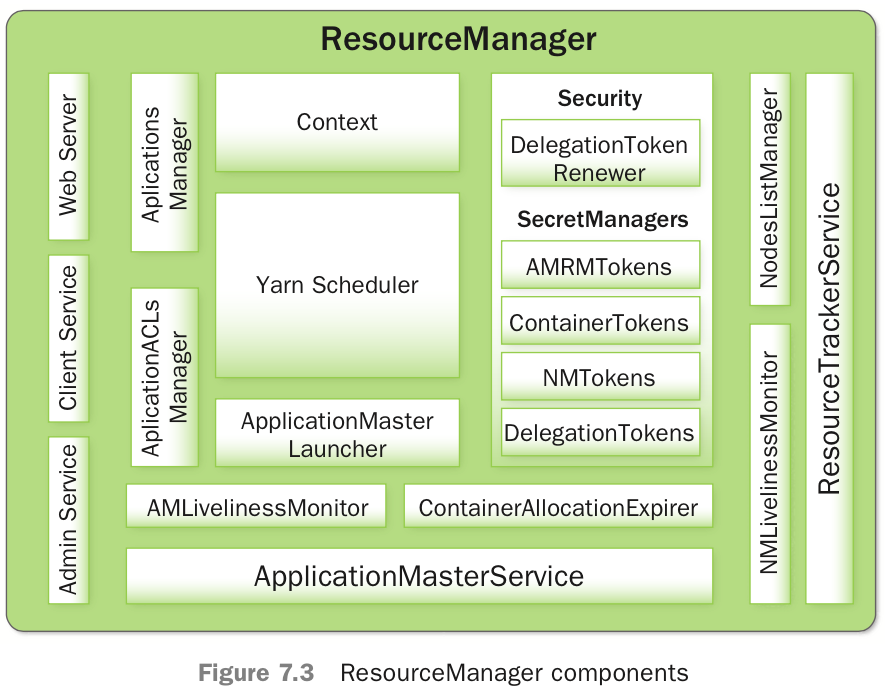 ResourceManager
Web Server
Client Service
Admin Service
Aplications
Manager
AplicationACLs
Manager
Context
Yarn Scheduler
ApplicationMaster
Launcher
Security
DelegationToken
Renewer
SecretManagers
AMRMTokens
ContainerTokens
NMTokens
DelegationTokens
AMLivelinessMonitor
ContainerAllocationExpirer
ApplicationMasterService
NodesListManager
NMLivelinessMonitor
ResourceTrackerService
Figure 7.3 ResourceManager components